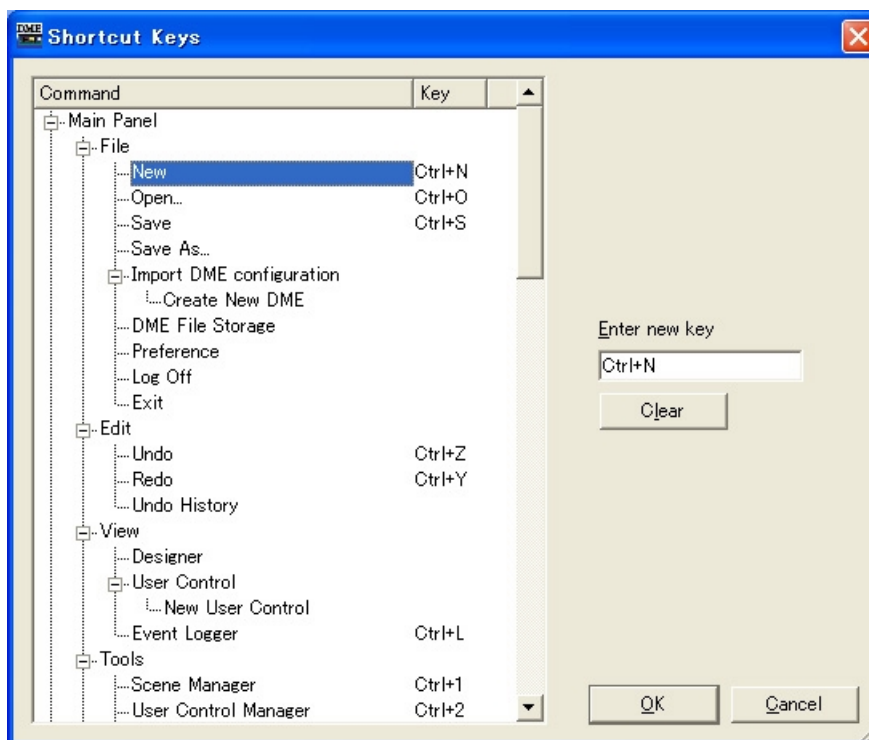 DME Shortcut Keys
Command Key
Main Panel
File
New Ctrl+N
Open... Ctrl+O
Save Ctrl+S
Save As...
Import DME configuration
Create New DME
DME File Storage
Preference
Log Off
Exit
Edit
Undo Ctrl+Z
Redo Ctrl+Y
Undo History
View
Designer
User Control
New User Control
Event Logger Ctrl+L
Tools
Scene Manager Ctrl+1
User Control Manager Ctrl+2
Enter new key
Ctrl+N
Clear
OK Cancel